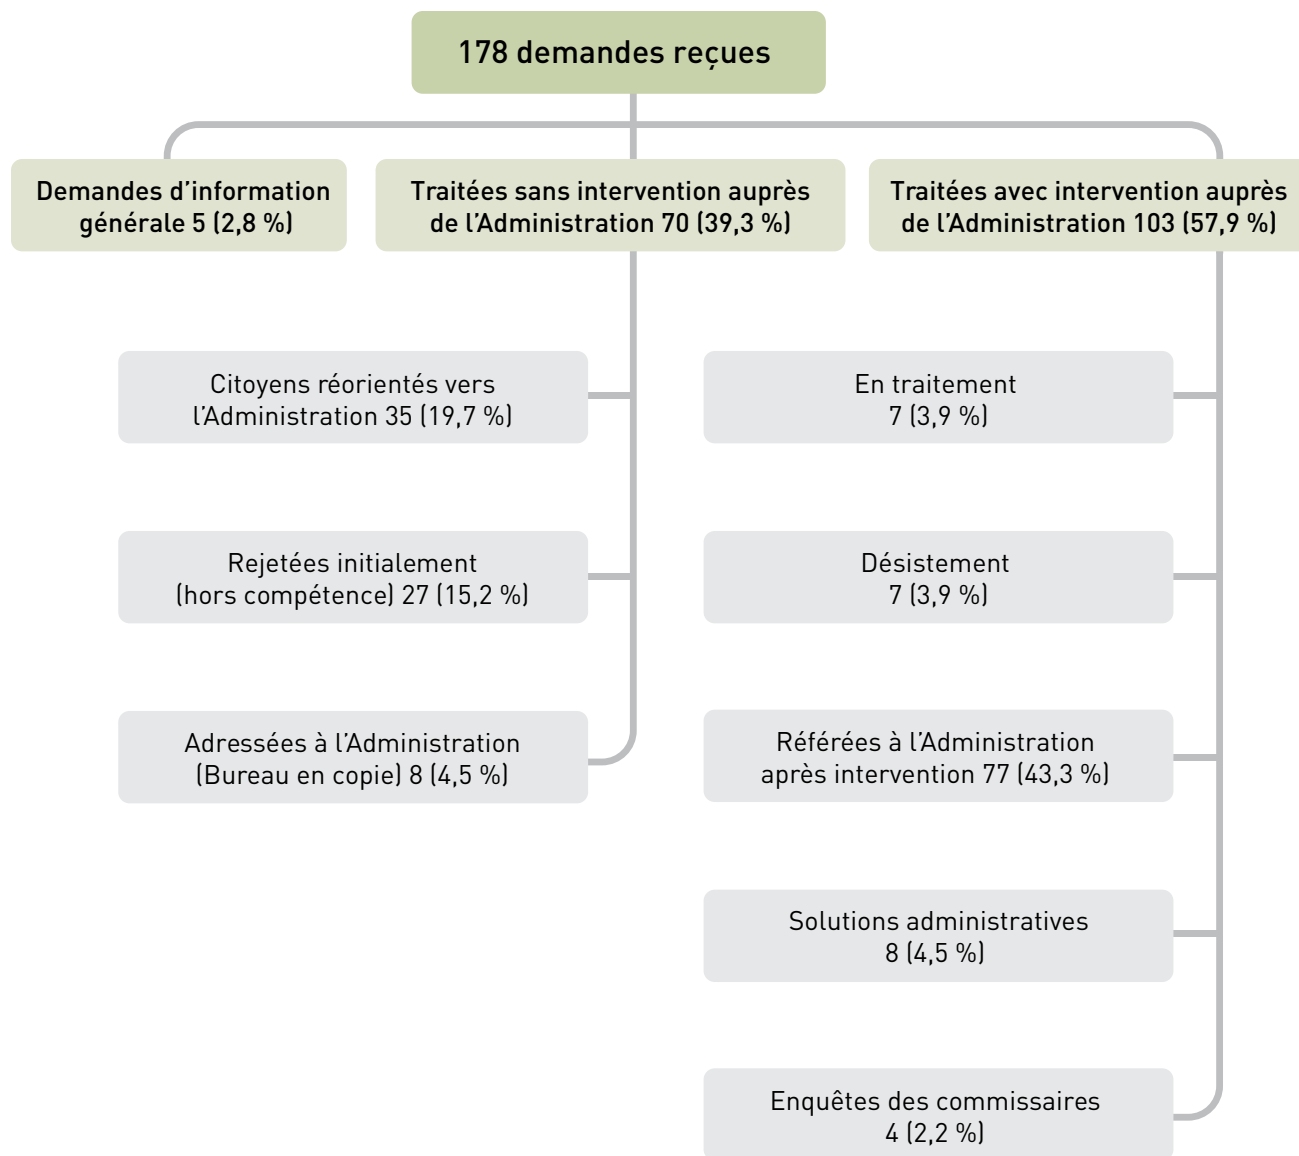 178 demandes reçues
Demandes d’information
générale 5 (2,8 %)
Traitées sans intervention auprès
de l’Administration 70 (39,3 %)
Traitées avec intervention auprès
de l’Administration 103 (57,9 %)
Citoyens réorientés vers
l’Administration 35 (19,7 %)
Rejetées initialement
(hors compétence) 27 (15,2 %)
Adressées à l’Administration
(Bureau en copie) 8 (4,5 %)
En traitement
7 (3,9 %)
Désistement
7 (3,9 %)
Référées à l’Administration
après intervention 77 (43,3 %)
Solutions administratives
8 (4,5 %)
Enquêtes des commissaires
4 (2,2 %)